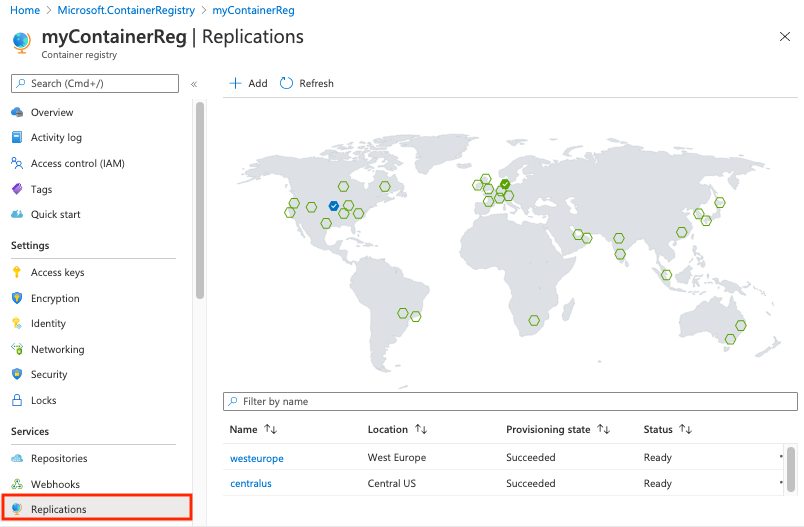 Home > Microsoft.ContainerRegistry > myContainerReg
myContainerReg | Replications
Container registry
Search (Cmd+/)
«
Add
Refresh
Overview
Activity log
Access control (IAM)
Tags
Quick start
Settings
Access keys
Encryption
Identity
Networking
Security
Locks
Services
Repositories
Webhooks
Replications
Filter by name
Name ↑↓ Location ↑↓ Provisioning state ↑↓ Status ↑↓
westeurope West Europe Succeeded Ready
centralus Central US Succeeded Ready